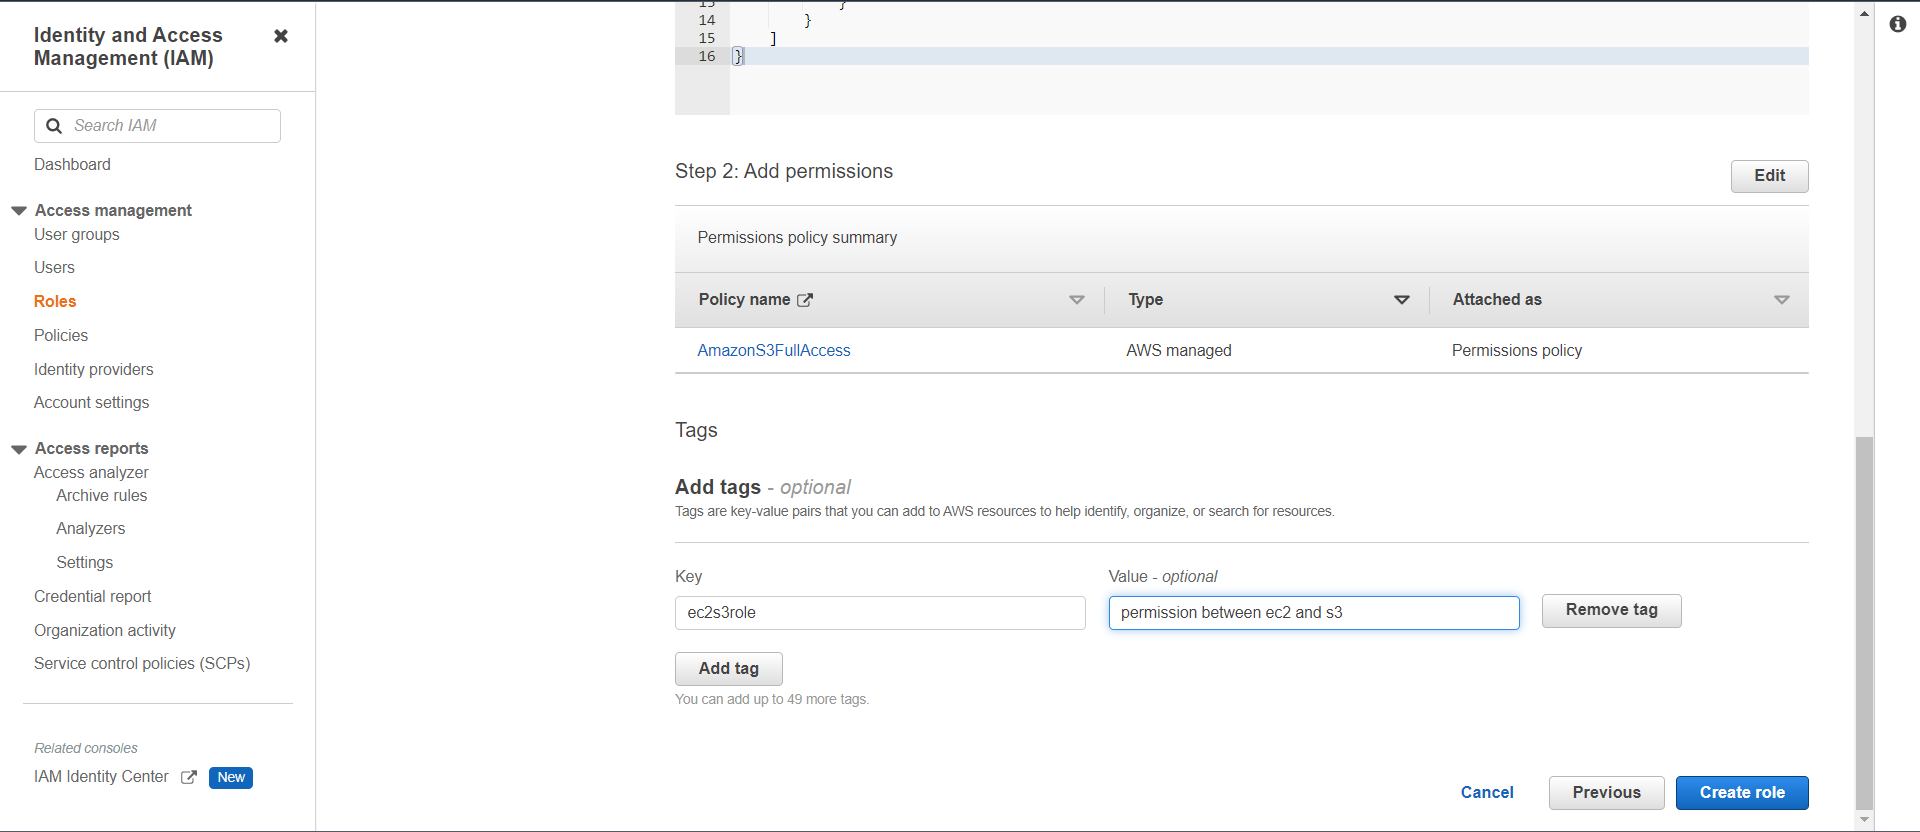 Identity and Access
Management (IAM)
Search IAM
Dashboard
Access management
User groups
Users
Roles
Policies
Identity providers
Account settings
Access reports
Access analyzer
Archive rules
Analyzers
Settings
Credential report
Organization activity
Service control policies (SCPs)
Related consoles
IAM Identity Center New
13 }
14 }
15 ]
16 }
Step 2: Add permissions
Edit
Permissions policy summary
Policy name Type Attached as
AmazonS3FullAccess AWS managed Permissions policy
Tags
Add tags - optional
Tags are key-value pairs that you can add to AWS resources to help identify, organize, or search for resources.
Key Value - optional
ec2s3role permission between ec2 and s3 Remove tag
Add tag
You can add up to 49 more tags.
Cancel Previous Create role